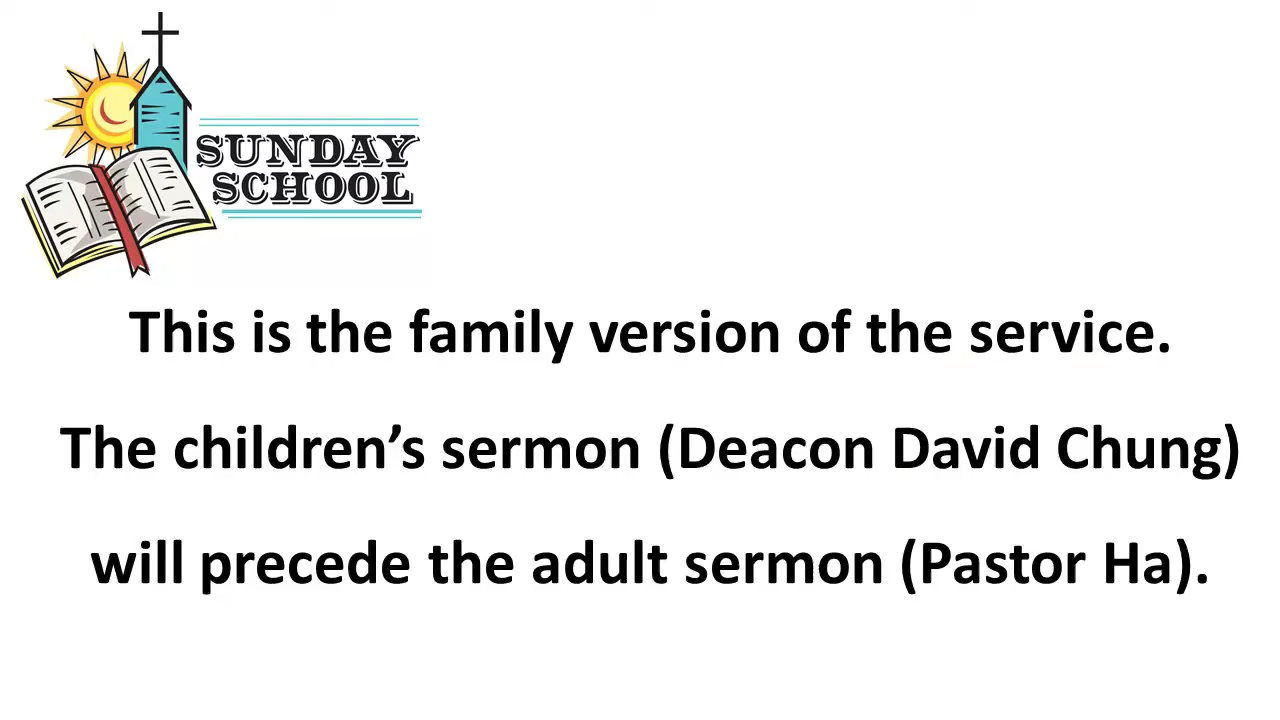 SUNDAY
SCHOOL
This is the family version of the service.
The children’s sermon (Deacon David Chung)
will precede the adult sermon (Pastor Ha).